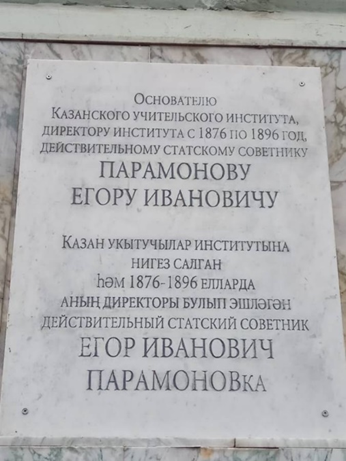 Основателю
Казанского учительского института,
директору института с 1876 по 1896 год,
действительному статскому советнику
ПАРАМОНОВУ
ЕГОРУ ИВАНОВИЧУ
Казан укытучылар институтына
нигез салган
һәм 1876-1896 елларда
аның директоры булып эшләгән
действительный статский советник
ЕГОР ИВАНОВИЧ
ПАРАМОНОВка